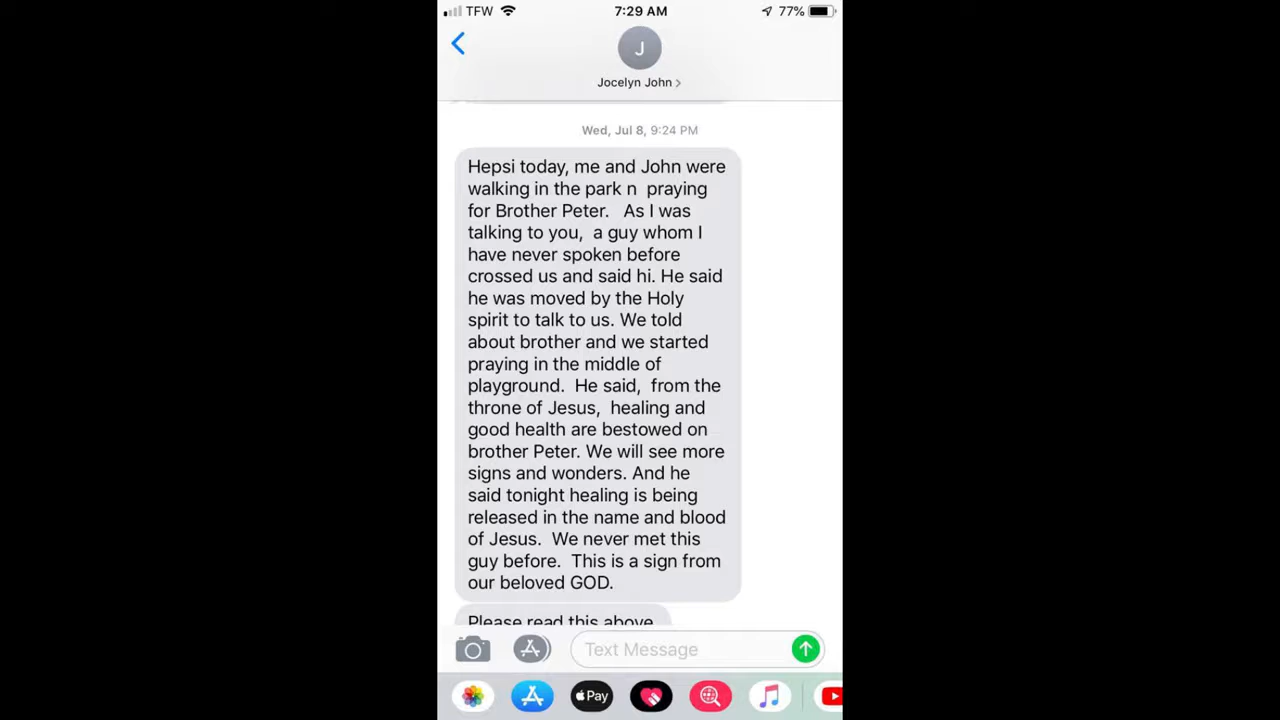 TFW 7:29 AM 77%
J
Jocelyn John >
Wed, Jul 8, 9:24 PM
Hepsi today, me and John were
walking in the park n  praying
for Brother Peter.   As I was
talking to you,  a guy whom I
have never spoken before
crossed us and said hi. He said
he was moved by the Holy
spirit to talk to us. We told
about brother and we started
praying in the middle of
playground.  He said,  from the
throne of Jesus,  healing and
good health are bestowed on
brother Peter. We will see more
signs and wonders. And he
said tonight healing is being
released in the name and blood
of Jesus.  We never met this
guy before.  This is a sign from
our beloved GOD.
Please read this above
Text Message
Pay